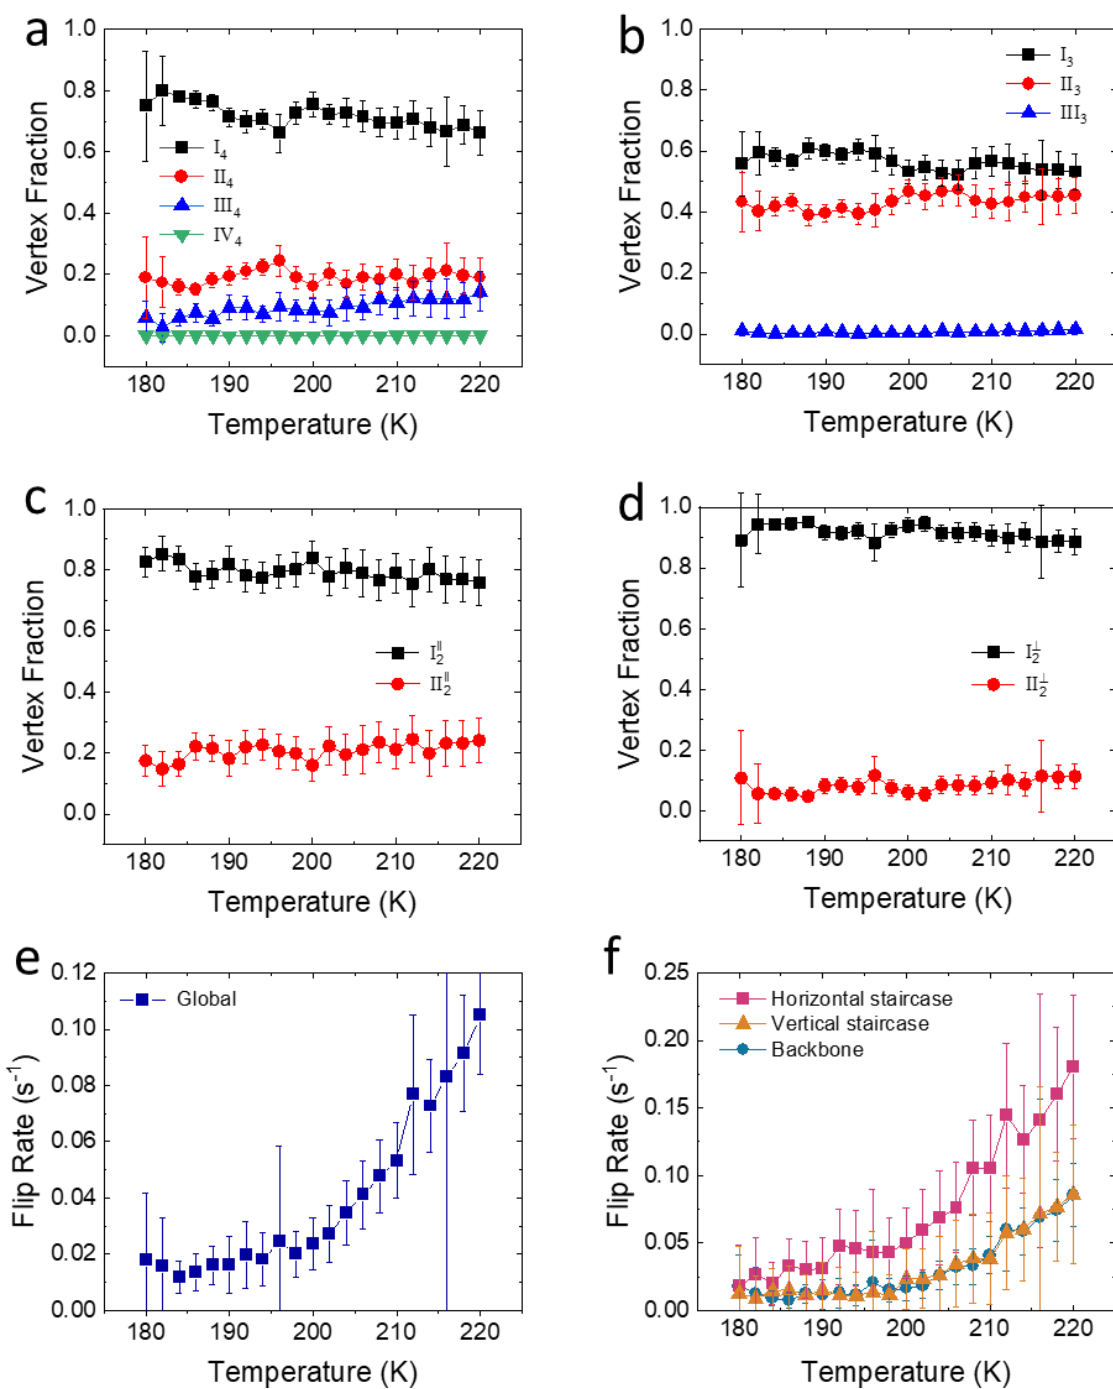 a
1.0
0.8
0.6
0.4
0.2
0.0
Vertex Fraction
I₄
II₄
III₄
IV₄
180 190 200 210 220
Temperature (K)
b
1.0
0.8
0.6
0.4
0.2
0.0
Vertex Fraction
I₃
II₃
III₃
180 190 200 210 220
Temperature (K)
c
1.0
0.8
0.6
0.4
0.2
0.0
Vertex Fraction
I₂^∥
II₂^∥
180 190 200 210 220
Temperature (K)
d
1.0
0.8
0.6
0.4
0.2
0.0
Vertex Fraction
I₂^⊥
II₂^⊥
180 190 200 210 220
Temperature (K)
e
0.12
0.10
0.08
0.06
0.04
0.02
0.00
Flip Rate (s⁻¹)
Global
180 190 200 210 220
Temperature (K)
f
0.25
0.20
0.15
0.10
0.05
0.00
Flip Rate (s⁻¹)
Horizontal staircase
Vertical staircase
Backbone
180 190 200 210 220
Temperature (K)